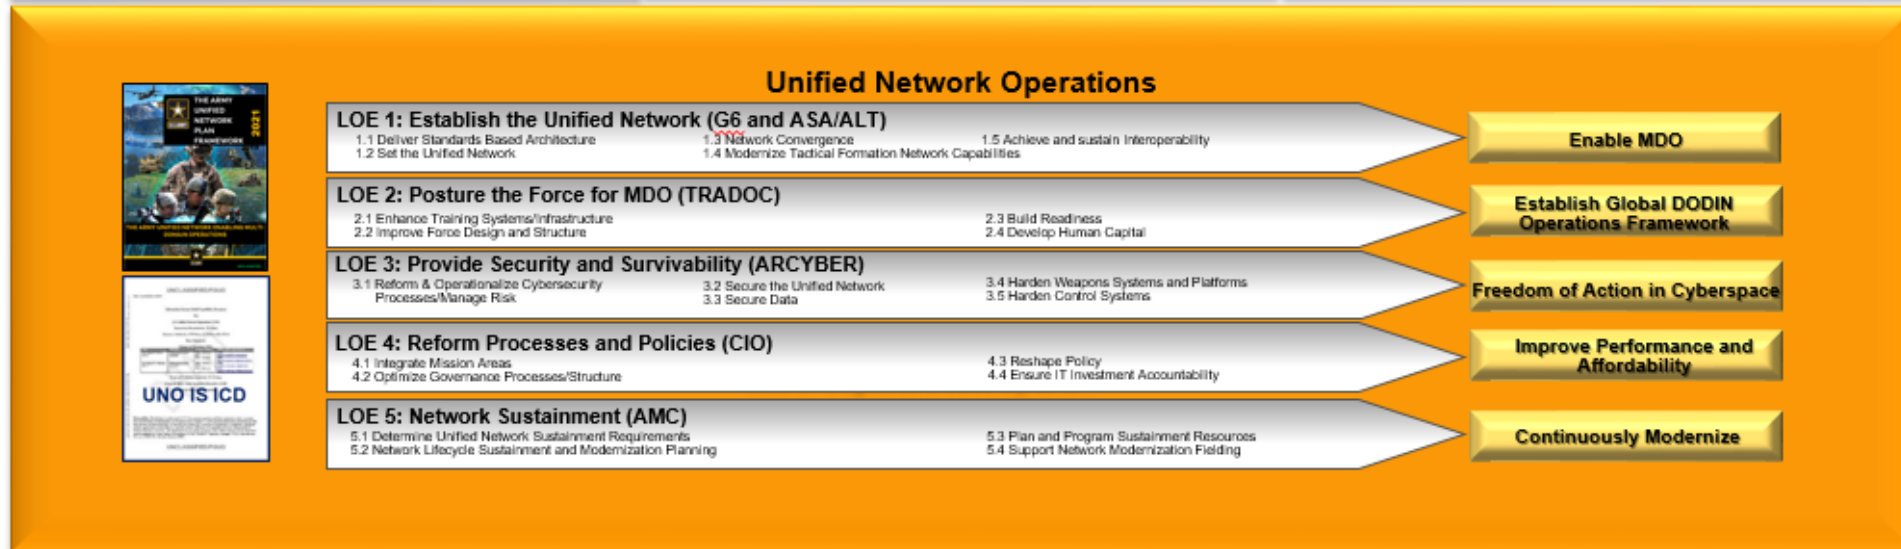 Unified Network Operations
THE ARMY
UNIFIED
NETWORK
PLAN
FRAMEWORK
2021
THE ARMY UNIFIED NETWORK ENABLING MULTI-
DOMAIN OPERATIONS
UNO IS ICD
LOE 1: Establish the Unified Network (G6 and ASA/ALT)
1.1 Deliver Standards Based Architecture
1.2 Set the Unified Network
1.3 Network Convergence
1.4 Modernize Tactical Formation Network Capabilities
1.5 Achieve and sustain Interoperability
Enable MDO
LOE 2: Posture the Force for MDO (TRADOC)
2.1 Enhance Training Systems/Infrastructure
2.2 Improve Force Design and Structure
2.3 Build Readiness
2.4 Develop Human Capital
Establish Global DODIN
Operations Framework
LOE 3: Provide Security and Survivability (ARCYBER)
3.1 Reform & Operationalize Cybersecurity
Processes/Manage Risk
3.2 Secure the Unified Network
3.3 Secure Data
3.4 Harden Weapons Systems and Platforms
3.5 Harden Control Systems
Freedom of Action in Cyberspace
LOE 4: Reform Processes and Policies (CIO)
4.1 Integrate Mission Areas
4.2 Optimize Governance Processes/Structure
4.3 Reshape Policy
4.4 Ensure IT Investment Accountability
Improve Performance and
Affordability
LOE 5: Network Sustainment (AMC)
5.1 Determine Unified Network Sustainment Requirements
5.2 Network Lifecycle Sustainment and Modernization Planning
5.3 Plan and Program Sustainment Resources
5.4 Support Network Modernization Fielding
Continuously Modernize